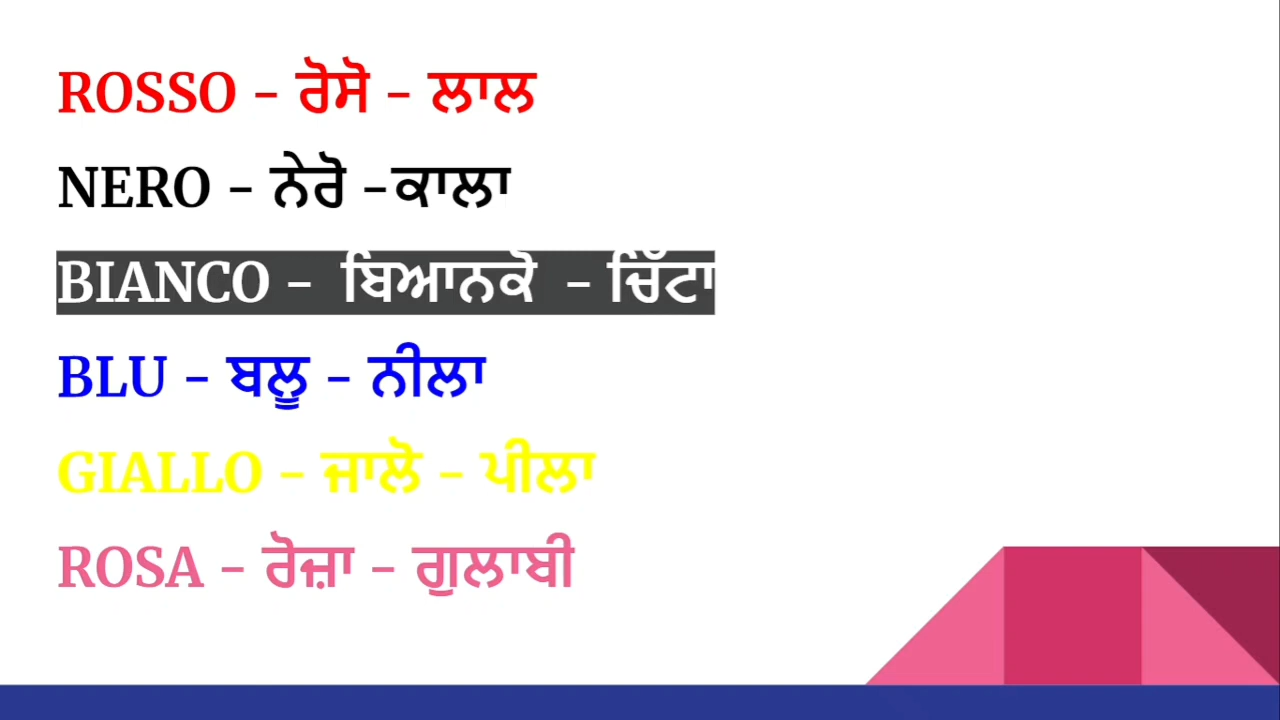 ROSSO - ਰੋਸੋ - ਲਾਲ
NERO - ਨੇਰੋ -ਕਾਲਾ
BIANCO - ਬਿਆਨਕੋ - ਚਿੱਟਾ
BLU - ਬਲੂ - ਨੀਲਾ
GIALLO - ਜਾਲੋ - ਪੀਲਾ
ROSA - ਰੋਜ਼ਾ - ਗੁਲਾਬੀ